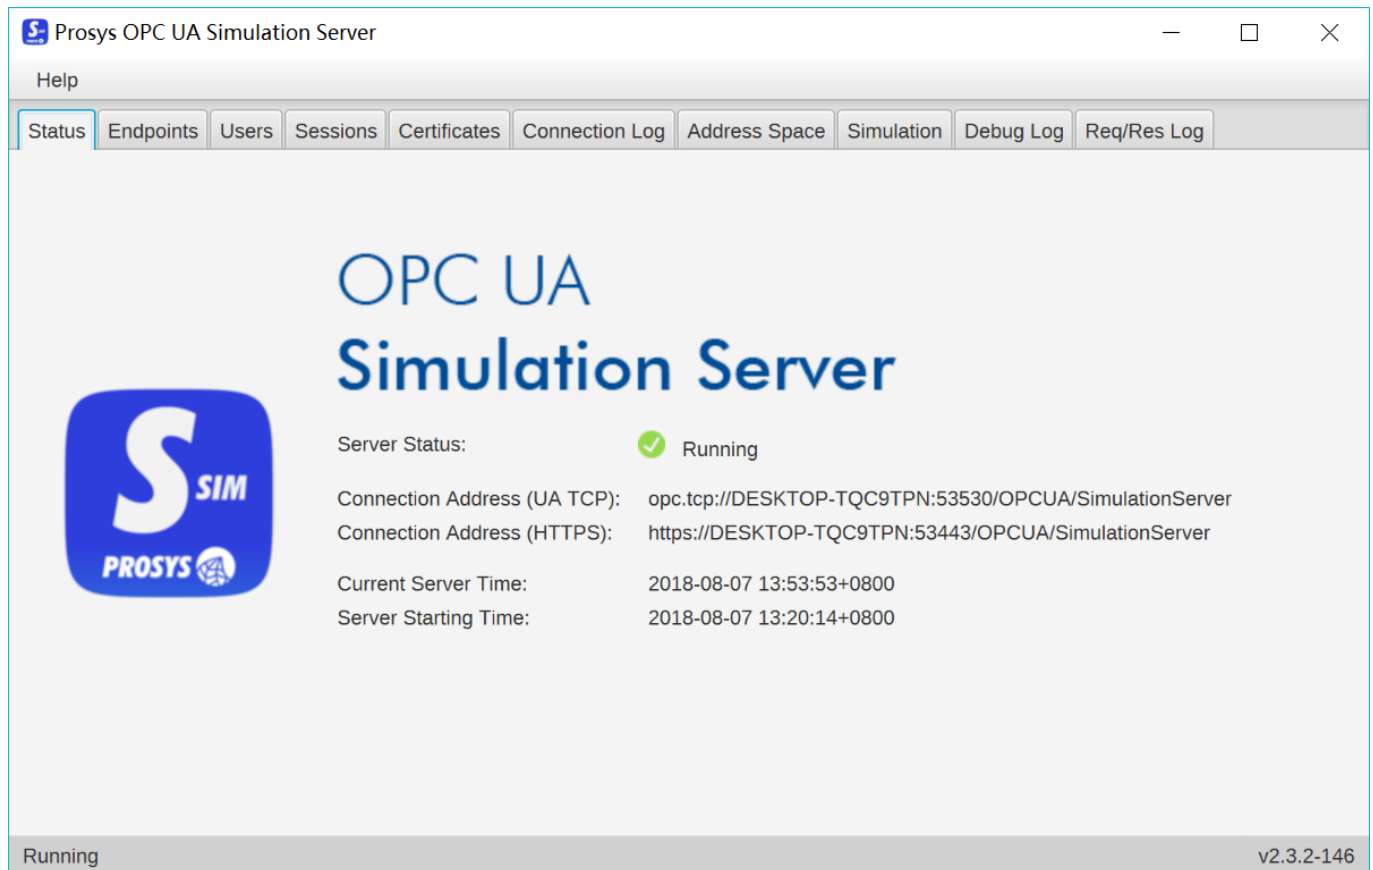 Prosys OPC UA Simulation Server
Help
Status Endpoints Users Sessions Certificates Connection Log Address Space Simulation Debug Log Req/Res Log
OPC UA
Simulation Server
S SIM
PROSYS
Server Status: Running
Connection Address (UA TCP): opc.tcp://DESKTOP-TQC9TPN:53530/OPCUA/SimulationServer
Connection Address (HTTPS): https://DESKTOP-TQC9TPN:53443/OPCUA/SimulationServer
Current Server Time: 2018-08-07 13:53:53+0800
Server Starting Time: 2018-08-07 13:20:14+0800
Running v2.3.2-146